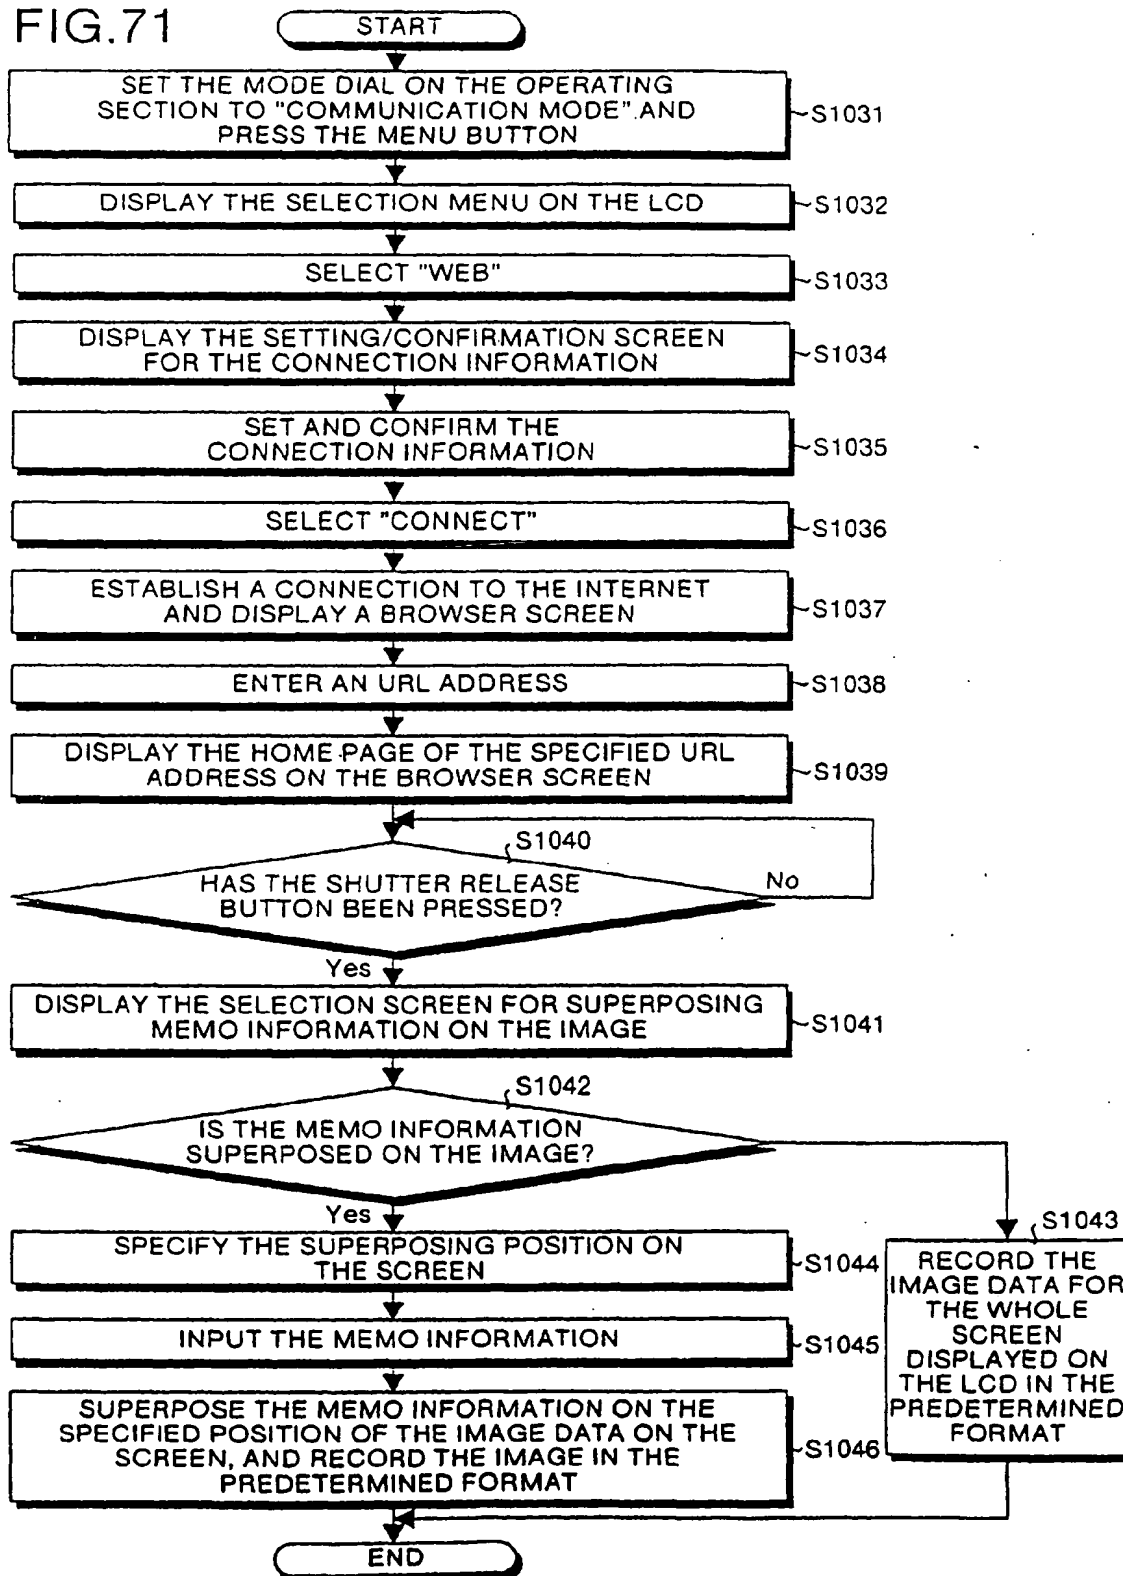 FIG.71
START
SET THE MODE DIAL ON THE OPERATING
SECTION TO "COMMUNICATION MODE" AND
PRESS THE MENU BUTTON
S1031
DISPLAY THE SELECTION MENU ON THE LCD
S1032
SELECT "WEB"
S1033
DISPLAY THE SETTING/CONFIRMATION SCREEN
FOR THE CONNECTION INFORMATION
S1034
SET AND CONFIRM THE
CONNECTION INFORMATION
S1035
SELECT "CONNECT"
S1036
ESTABLISH A CONNECTION TO THE INTERNET
AND DISPLAY A BROWSER SCREEN
S1037
ENTER AN URL ADDRESS
S1038
DISPLAY THE HOME PAGE OF THE SPECIFIED URL
ADDRESS ON THE BROWSER SCREEN
S1039
S1040
HAS THE SHUTTER RELEASE
BUTTON BEEN PRESSED?
No
Yes
DISPLAY THE SELECTION SCREEN FOR SUPERPOSING
MEMO INFORMATION ON THE IMAGE
S1041
S1042
IS THE MEMO INFORMATION
SUPERPOSED ON THE IMAGE?
Yes
SPECIFY THE SUPERPOSING POSITION ON
THE SCREEN
S1044
INPUT THE MEMO INFORMATION
S1045
SUPERPOSE THE MEMO INFORMATION ON THE
SPECIFIED POSITION OF THE IMAGE DATA ON THE
SCREEN, AND RECORD THE IMAGE IN THE
PREDETERMINED FORMAT
S1046
S1043
RECORD THE
IMAGE DATA FOR
THE WHOLE
SCREEN
DISPLAYED ON
THE LCD IN THE
PREDETERMINED
FORMAT
END